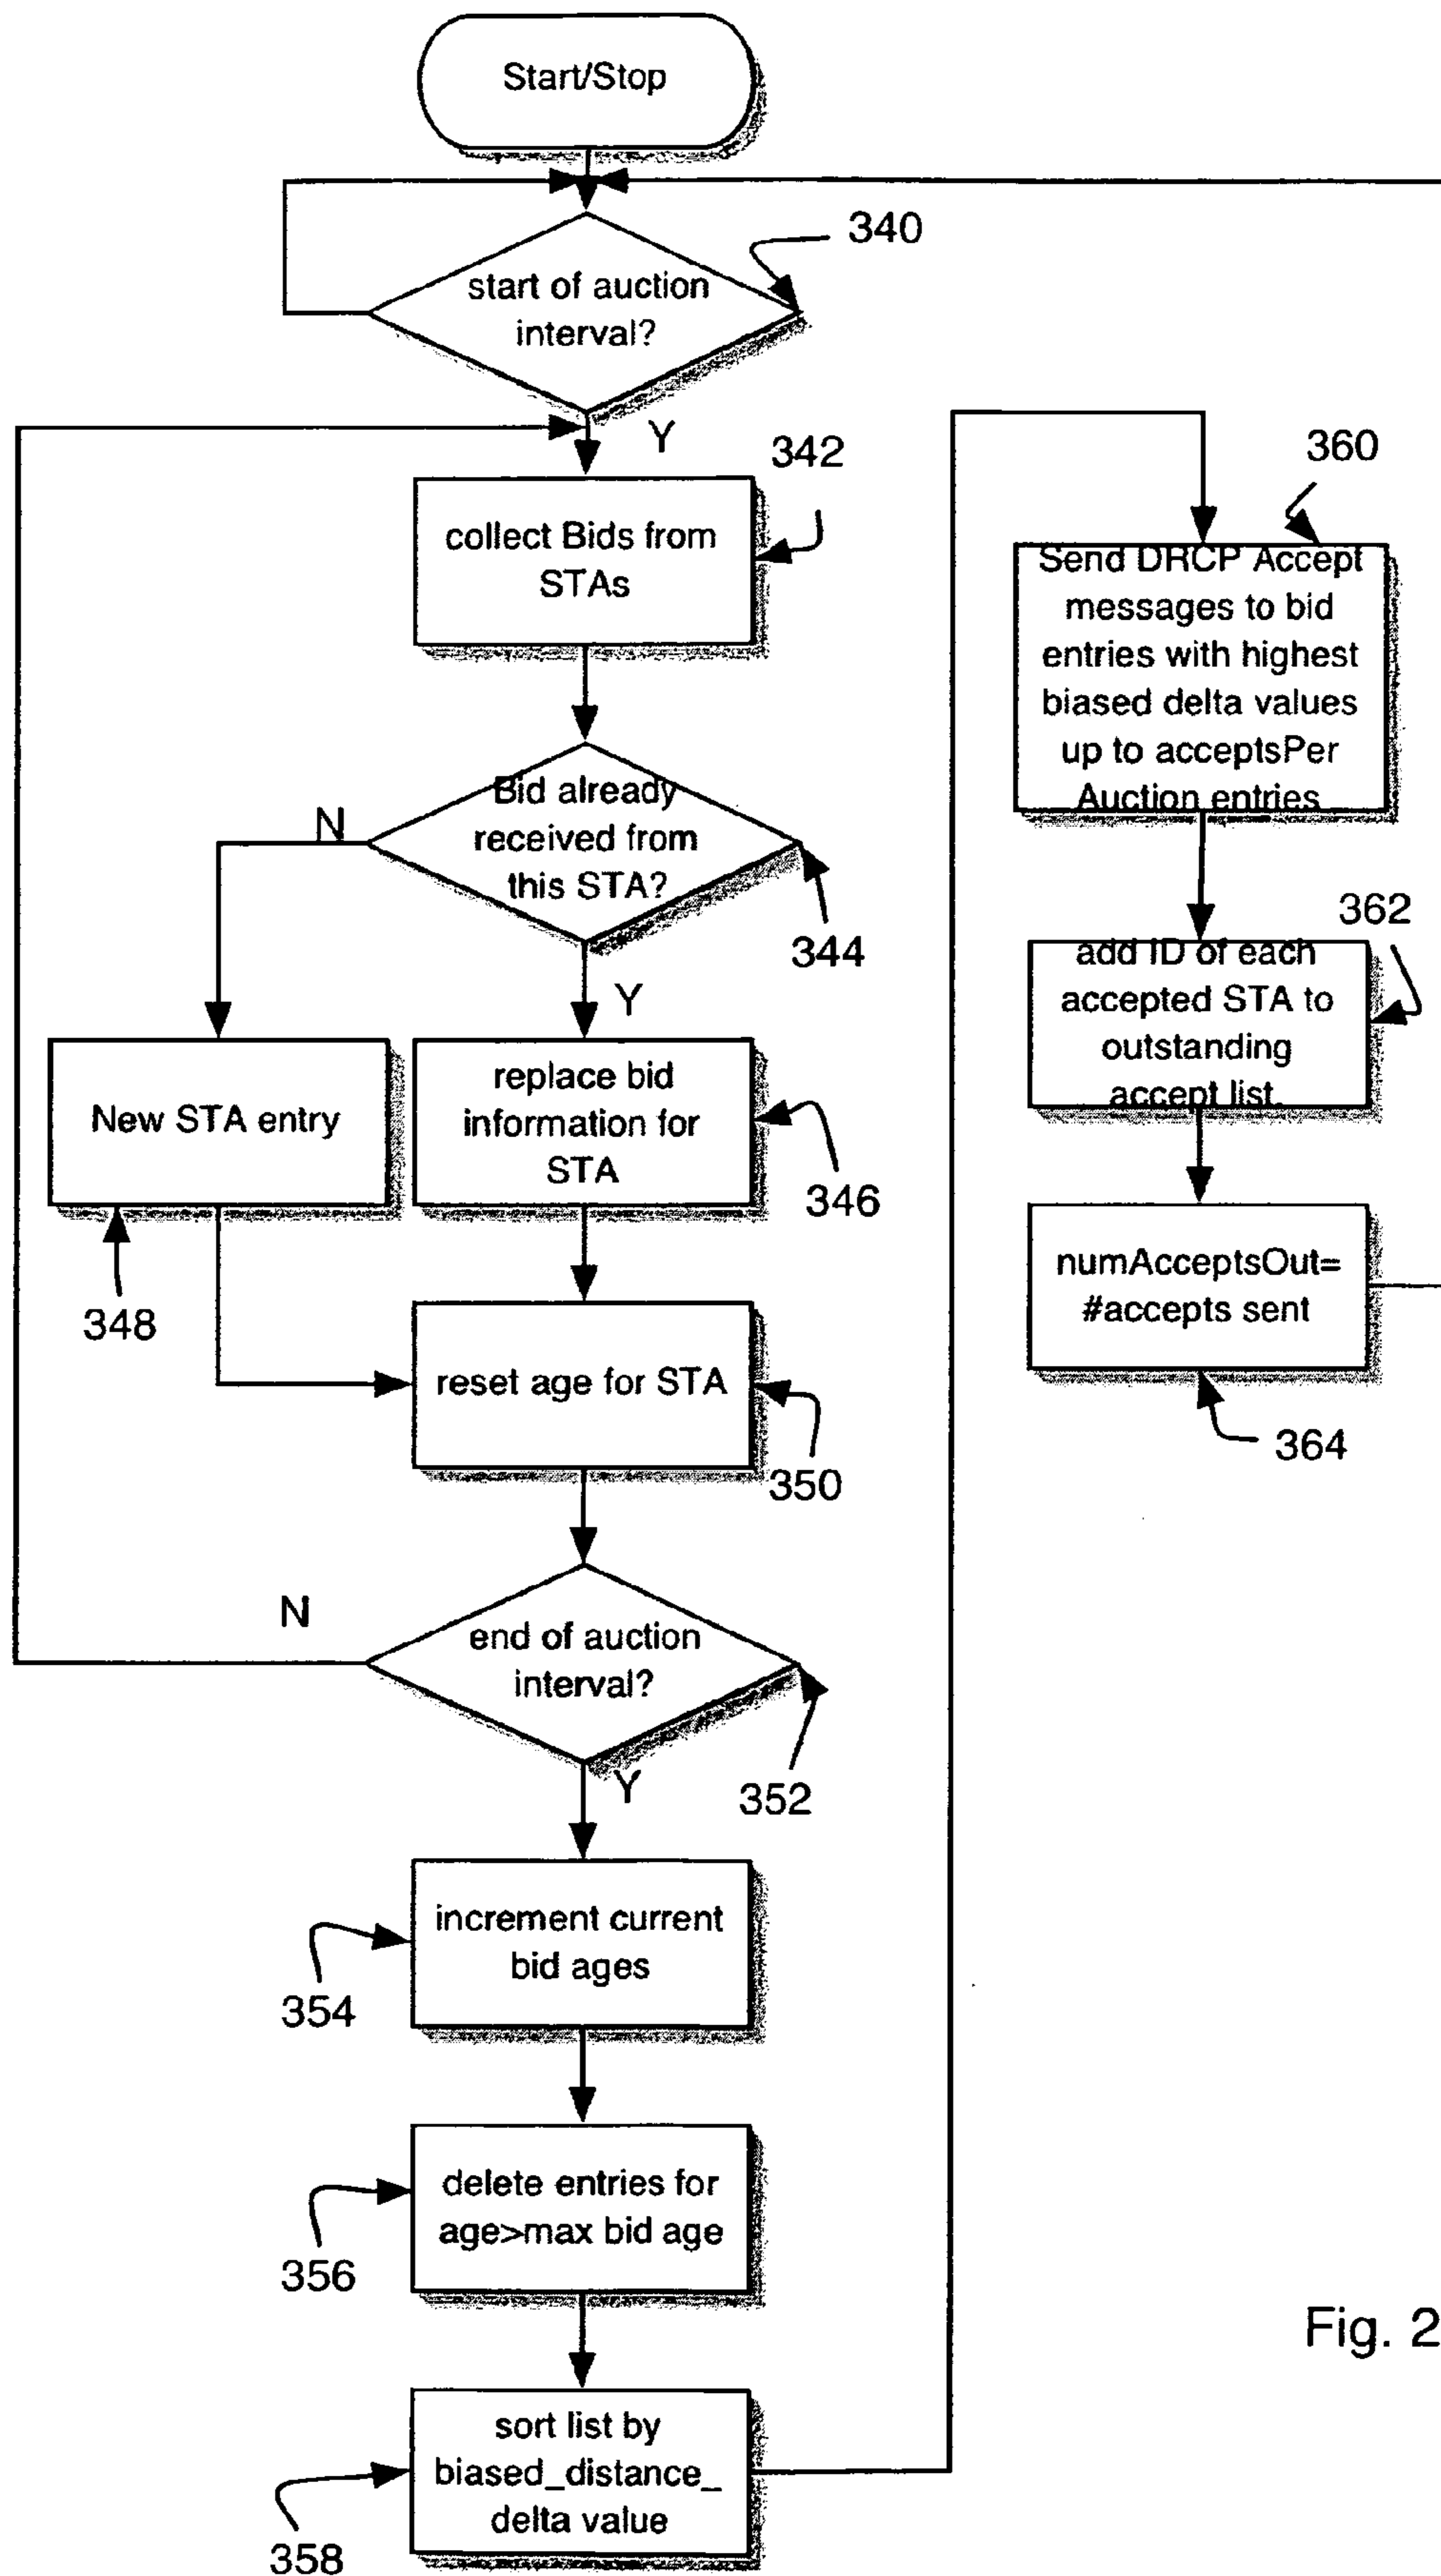 Start/Stop
340
start of auction
interval?
Y
342
collect Bids from
STAs
N
Bid already
received from
this STA?
344
Y
New STA entry
348
replace bid
information for
STA
346
reset age for STA
350
N
end of auction
interval?
352
Y
increment current
bid ages
354
delete entries for
age>max bid age
356
sort list by
biased_distance_
delta value
358
360
Send DRCP Accept
messages to bid
entries with highest
biased delta values
up to acceptsPer
Auction entries
362
add ID of each
accepted STA to
outstanding
accept list.
numAcceptsOut=
#accepts sent
364
Fig. 2